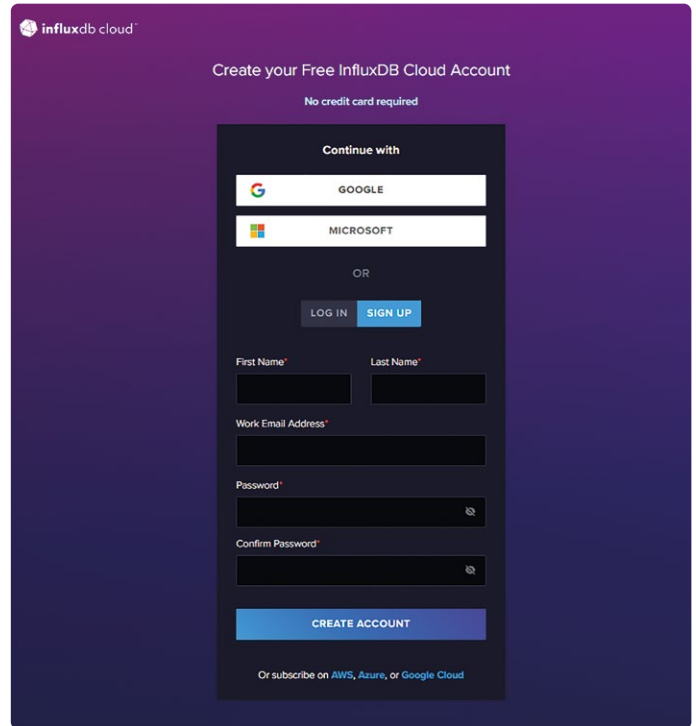 influxdb cloud™
Create your Free InfluxDB Cloud Account
No credit card required
Continue with
GOOGLE
MICROSOFT
OR
LOG IN SIGN UP
First Name* Last Name*
Work Email Address*
Password*
Confirm Password*
CREATE ACCOUNT
Or subscribe on AWS, Azure, or Google Cloud